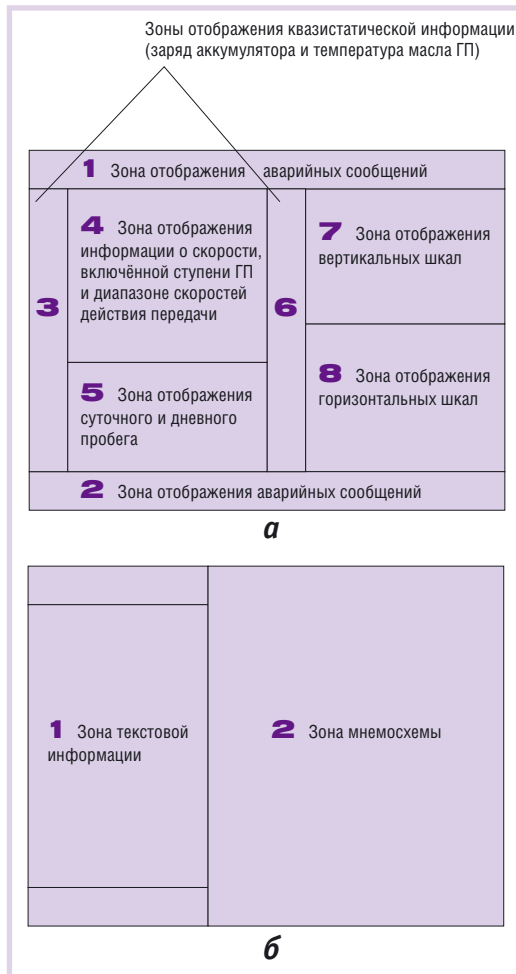 Зоны отображения квазистатической информации
(заряд аккумулятора и температура масла ГП)
1 Зона отображения аварийных сообщений
3
4 Зона отображения
информации о скорости,
включённой ступени ГП
и диапазоне скоростей
действия передачи
5 Зона отображения
суточного и дневного
пробега
6
7 Зона отображения
вертикальных шкал
8 Зона отображения
горизонтальных шкал
2 Зона отображения аварийных сообщений
а
1 Зона текстовой
информации
2 Зона мнемосхемы
б